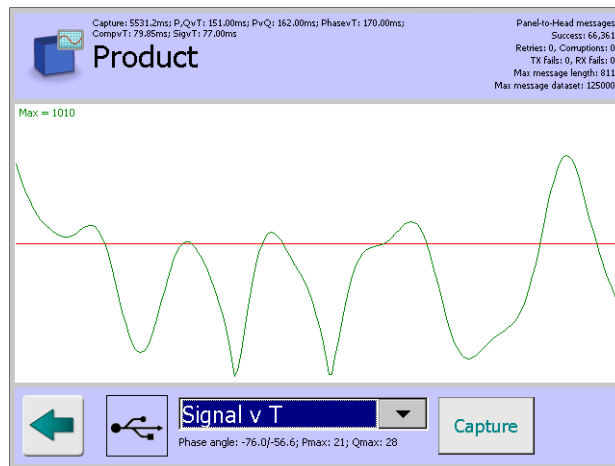 Capture: 5531.2ms; P,QvT: 151.00ms; PvQ: 162.00ms; PhasevT: 170.00ms;
CompvT: 79.85ms; SigvT: 77.00ms
Product
Panel-to-Head messages
Success: 66,361
Retries: 0, Corruptions: 0
TX fails: 0, RX fails: 0
Max message length: 811
Max message dataset: 125000
Max = 1010
Signal v T
Phase angle: -76.0/-56.6; Pmax: 21; Qmax: 28
Capture